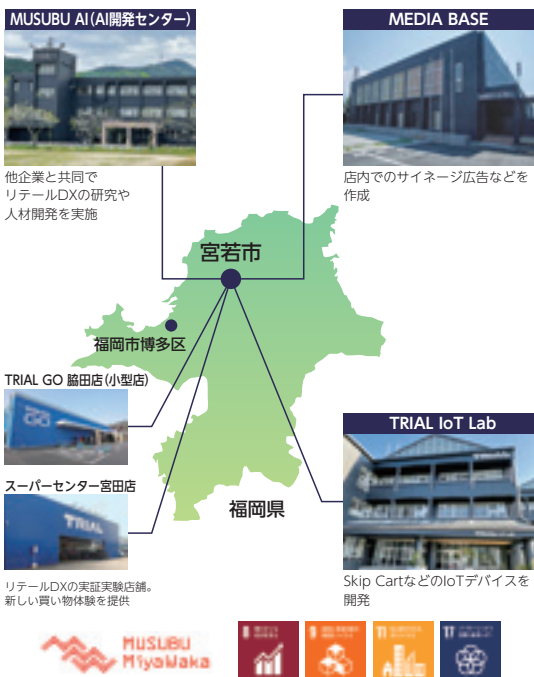 MUSUBU AI(AI開発センター)
他企業と共同で
リテールDXの研究や
人材開発を実施
MEDIA BASE
店内でのサイネージ広告などを
作成
宮若市
福岡市博多区
福岡県
TRIAL GO 脇田店(小型店)
スーパーセンター宮田店
TRIAL
リテールDXの実証実験店舗。
新しい買い物体験を提供
TRIAL IoT Lab
Skip CartなどのIoTデバイスを
開発
MUSUBU
MiyaWaka
8
9
11
17